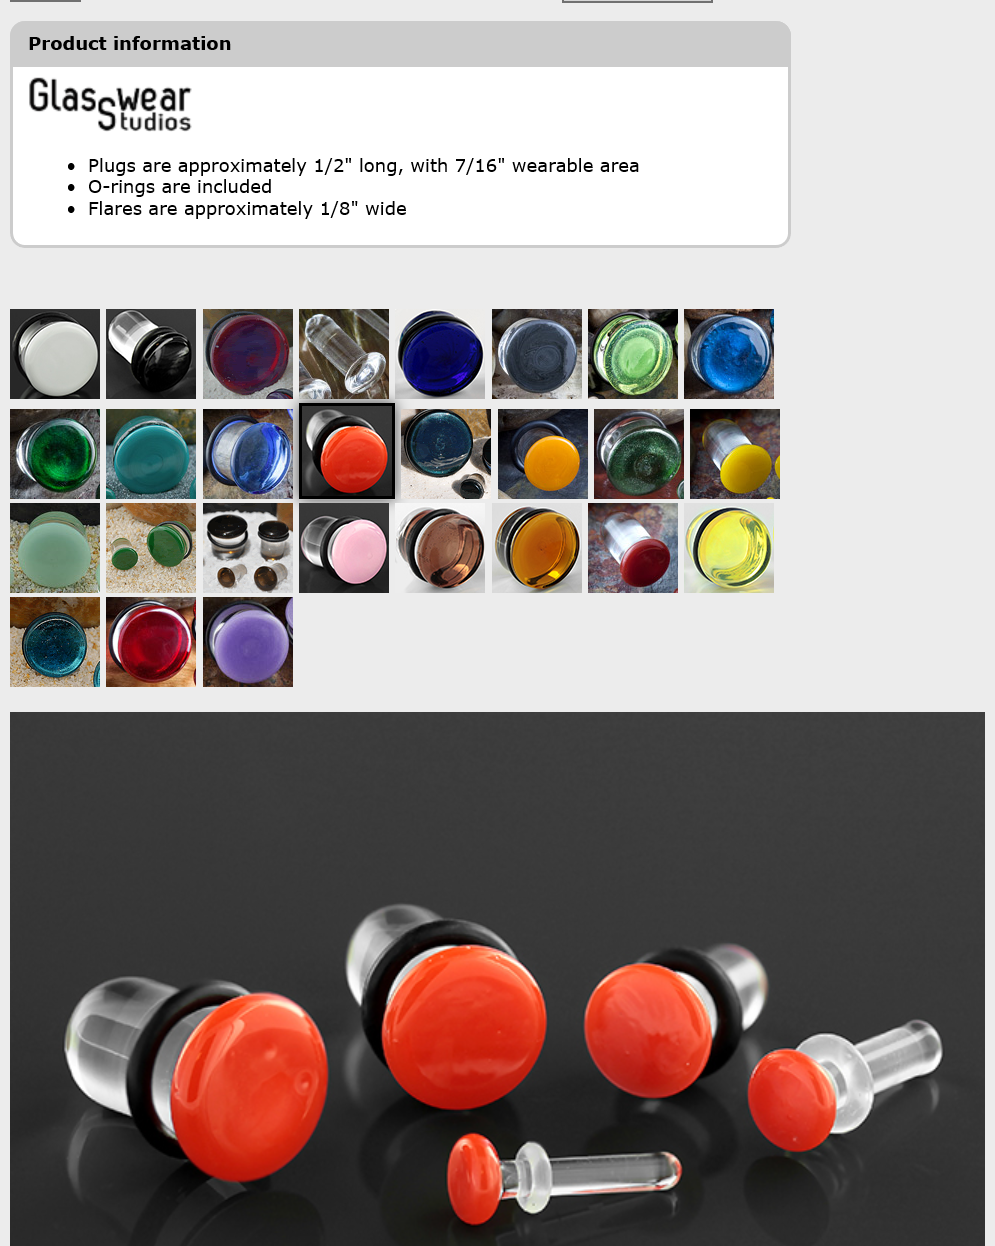 Product information
GlasSwear
Studios
• Plugs are approximately 1/2" long, with 7/16" wearable area
• O-rings are included
• Flares are approximately 1/8" wide